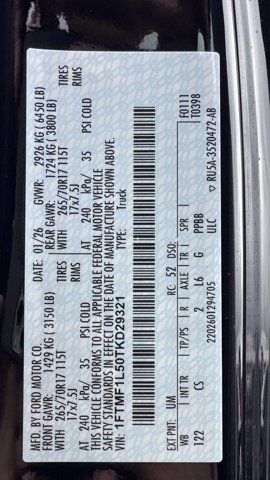 MFD. BY FORD MOTOR CO.
DATE: 01/26 GVWR: 2926 KG ( 6450 LB)
FRONT GAWR: 1429 KG ( 3150 LB) REAR GAWR: 1724 KG ( 3800 LB)
WITH 265/70R17 115T TIRES WITH 265/70R17 115T TIRES
17x7.5J RIMS 17x7.5J RIMS
AT 240 kPa/ 35 PSI COLD AT 240 kPa/ 35 PSI COLD
THIS VEHICLE CONFORMS TO ALL APPLICABLE FEDERAL MOTOR VEHICLE
SAFETY STANDARDS IN EFFECT ON THE DATE OF MANUFACTURE SHOWN ABOVE.
VIN: 1FTMF1L50TKD29321
TYPE: Truck
F0111
T0398
EXT PNT: UM RC: 52 DSO:
WB INT TR TP/PS R AXLE TR SPR
122 CS 2 L6 G PPBB
2202601294705 ULC
▽ RU5A-3520472-AB